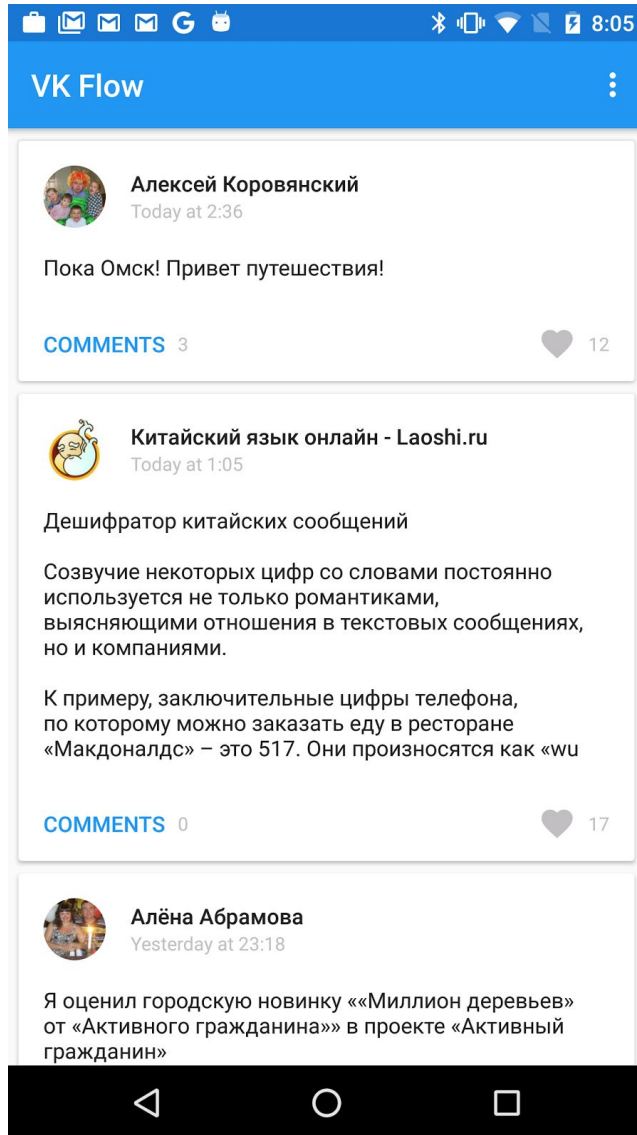 8:05
VK Flow
Алексей Коровянский
Today at 2:36
Пока Омск! Привет путешествия!
COMMENTS 3
12
Китайский язык онлайн - Laoshi.ru
Today at 1:05
Дешифратор китайских сообщений
Созвучие некоторых цифр со словами постоянно
используется не только романтиками,
выясняющими отношения в текстовых сообщениях,
но и компаниями.
К примеру, заключительные цифры телефона,
по которому можно заказать еду в ресторане
«Макдоналдс» – это 517. Они произносятся как «wu
COMMENTS 0
17
Алёна Абрамова
Yesterday at 23:18
Я оценил городскую новинку ««Миллион деревьев»
от «Активного гражданина»» в проекте «Активный
гражданин»